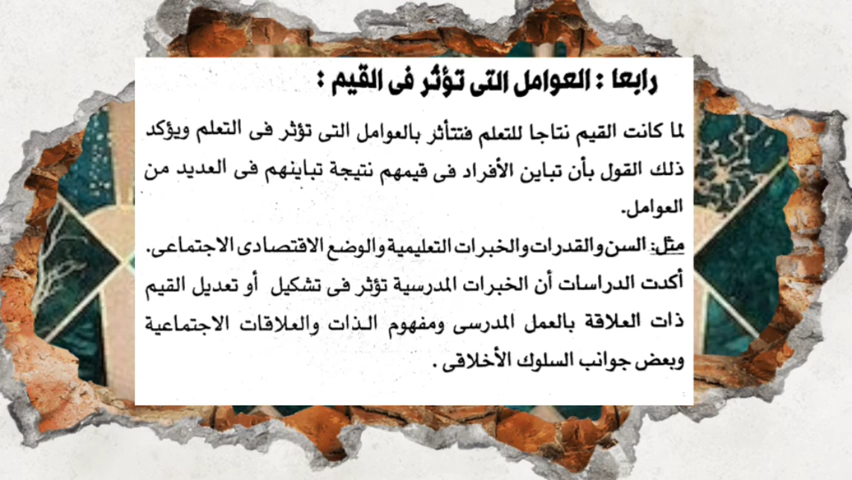 رابعا : العوامل التى تؤثر فى القيم :
لما كانت القيم نتاجا للتعلم فتتأثر بالعوامل التى تؤثر فى التعلم ويؤكد
ذلك القول بأن تباين الأفراد فى قيمهم نتيجة تباينهم فى العديد من
العوامل.
مثل: السن والقدرات والخبرات التعليمية والوضع الاقتصادى الاجتماعى.
أكدت الدراسات أن الخبرات المدرسية تؤثر فى تشكيل أو تعديل القيم
ذات العلاقة بالعمل المدرسى ومفهوم الذات والعلاقات الاجتماعية
وبعض جوانب السلوك الأخلاقى .